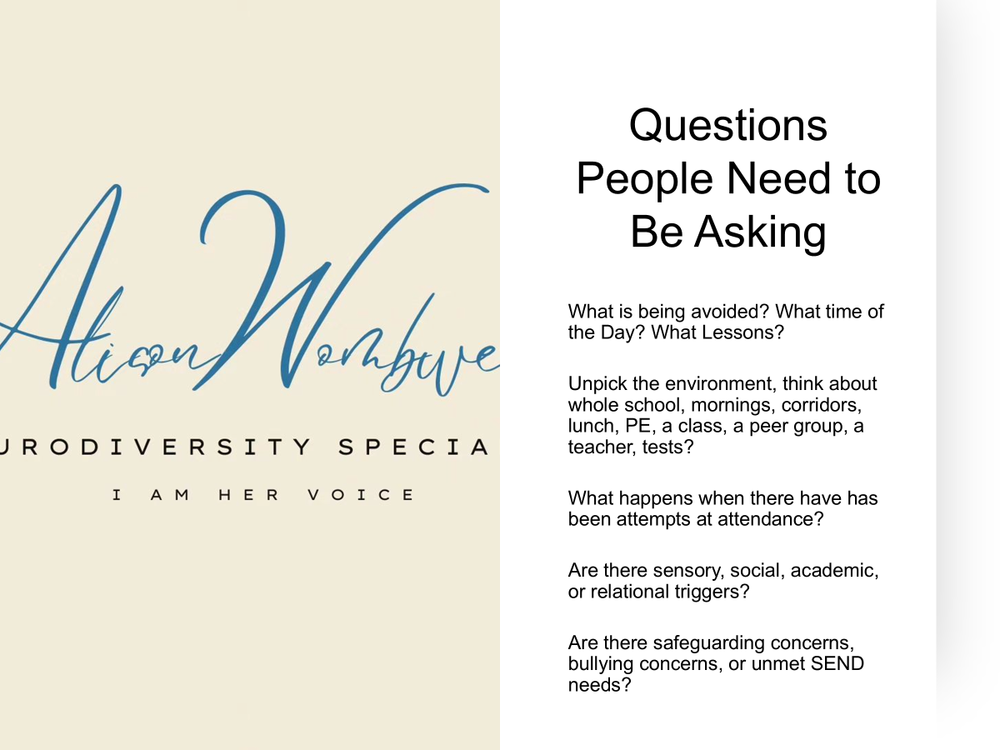 Alison Wombwe
URODIVERSITY SPECIA
I AM HER VOICE
Questions
People Need to
Be Asking
What is being avoided? What time of
the Day? What Lessons?
Unpick the environment, think about
whole school, mornings, corridors,
lunch, PE, a class, a peer group, a
teacher, tests?
What happens when there have has
been attempts at attendance?
Are there sensory, social, academic,
or relational triggers?
Are there safeguarding concerns,
bullying concerns, or unmet SEND
needs?